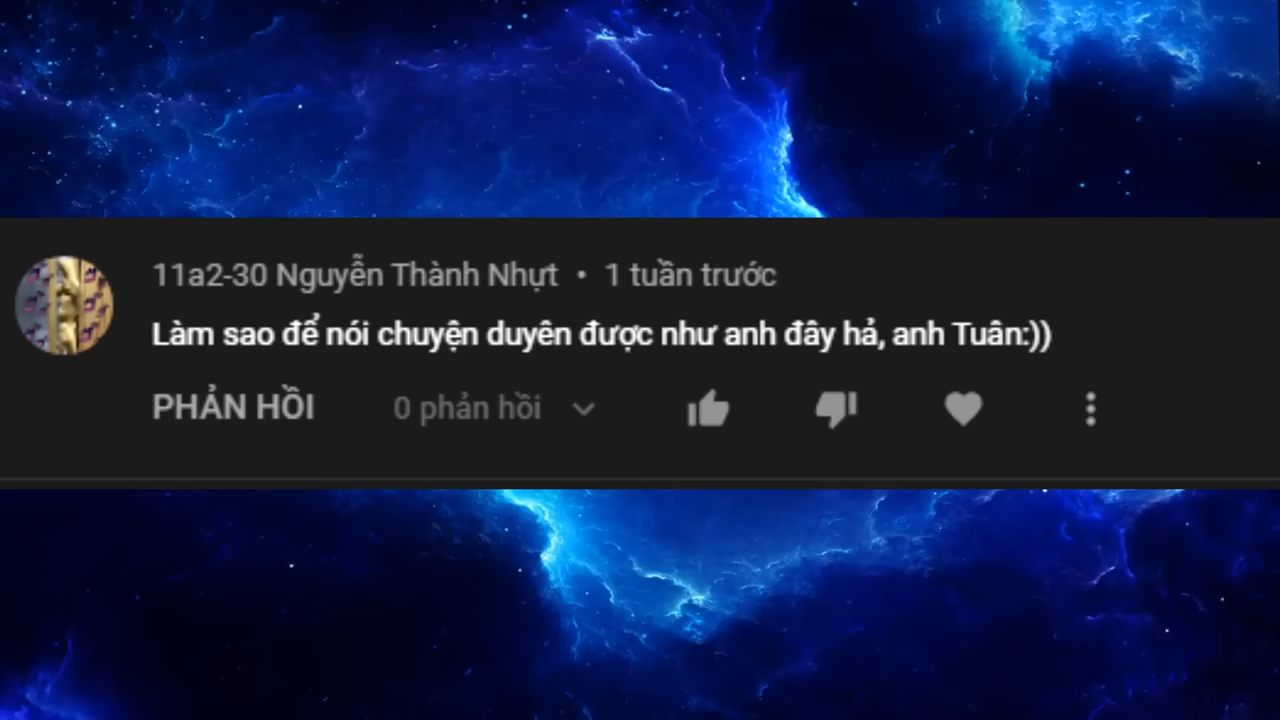 11a2-30 Nguyễn Thành Nhựt • 1 tuần trước
Làm sao để nói chuyện duyên được như anh đây hả, anh Tuân:))
PHẢN HỒI 0 phản hồi